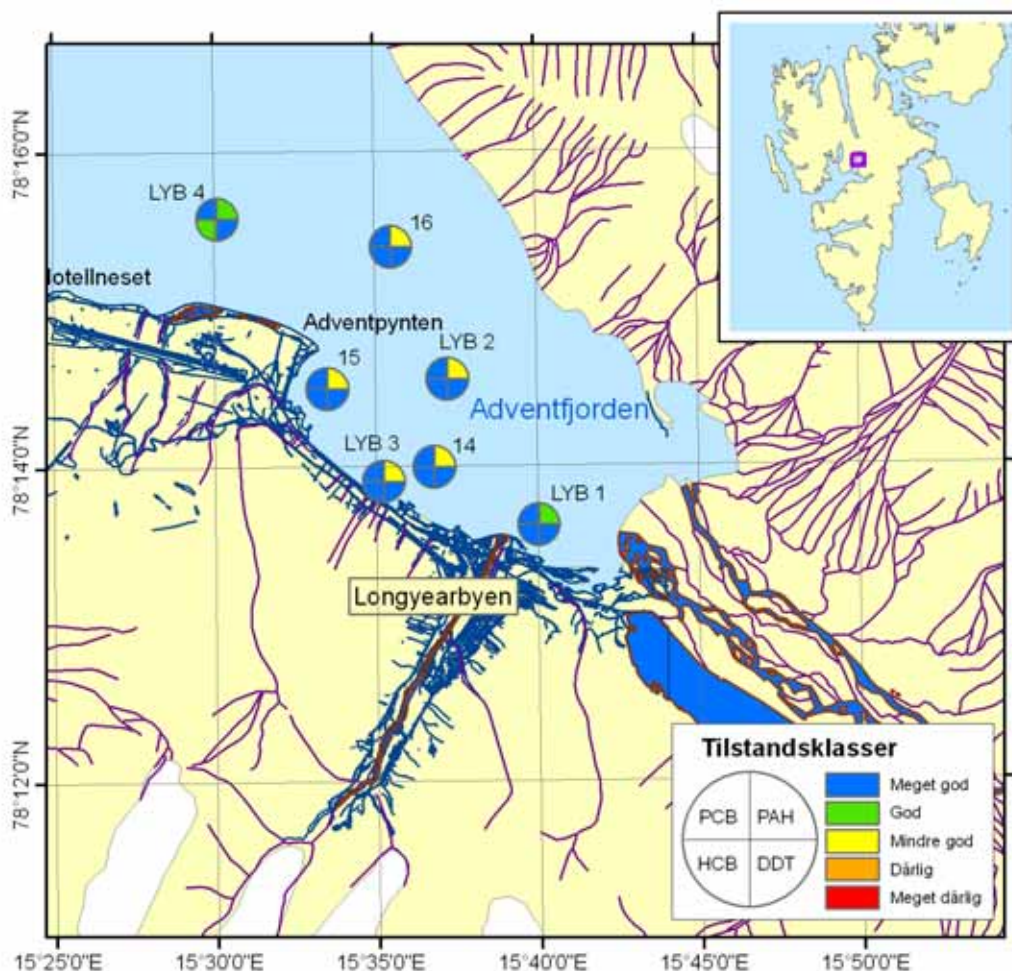 78°16'0"N
78°14'0"N
78°12'0"N
LYB 4
16
lotellneset
Adventpynten
15
LYB 2
Adventfjorden
LYB 3
14
LYB 1
Longyearbyen
Tilstandsklasser
PCB PAH
HCB DDT
Meget god
God
Mindre god
Dårlig
Meget dårlig
15°25'0"E 15°30'0"E 15°35'0"E 15°40'0"E 15°45'0"E 15°50'0"E